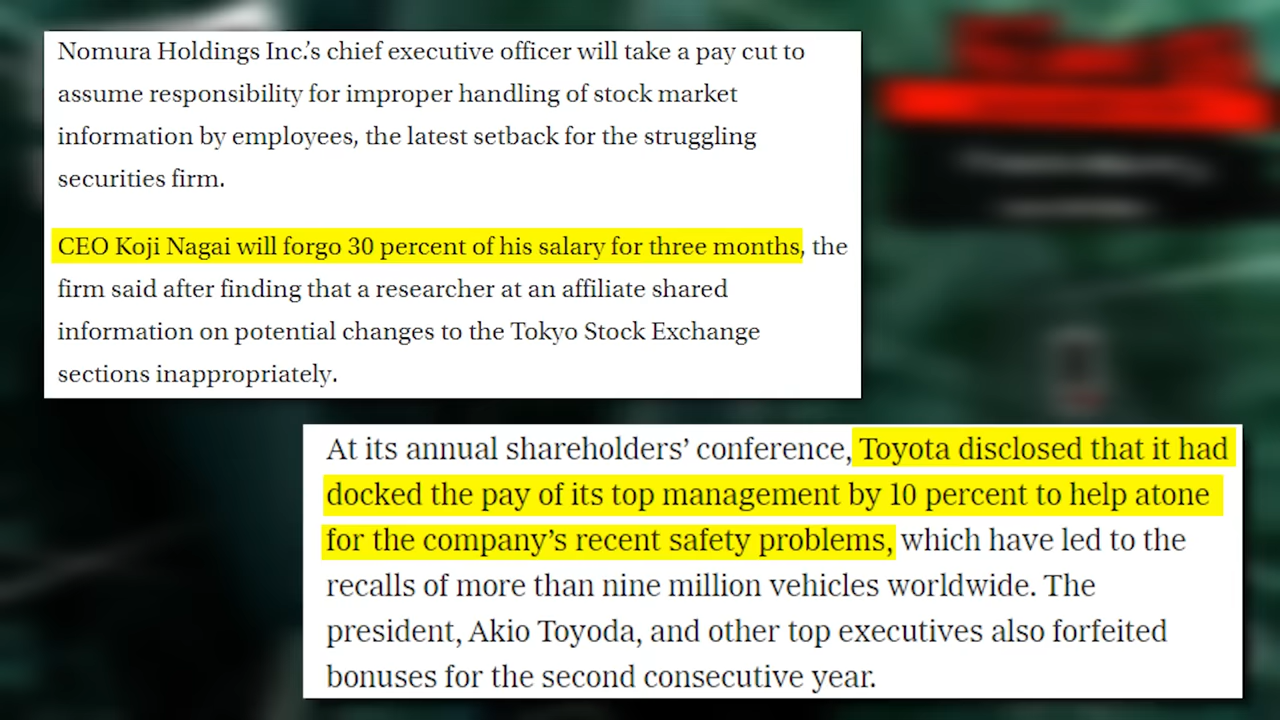 Nomura Holdings Inc.’s chief executive officer will take a pay cut to
assume responsibility for improper handling of stock market
information by employees, the latest setback for the struggling
securities firm.
CEO Koji Nagai will forgo 30 percent of his salary for three months, the
firm said after finding that a researcher at an affiliate shared
information on potential changes to the Tokyo Stock Exchange
sections inappropriately.
At its annual shareholders’ conference, Toyota disclosed that it had
docked the pay of its top management by 10 percent to help atone
for the company’s recent safety problems, which have led to the
recalls of more than nine million vehicles worldwide. The
president, Akio Toyoda, and other top executives also forfeited
bonuses for the second consecutive year.